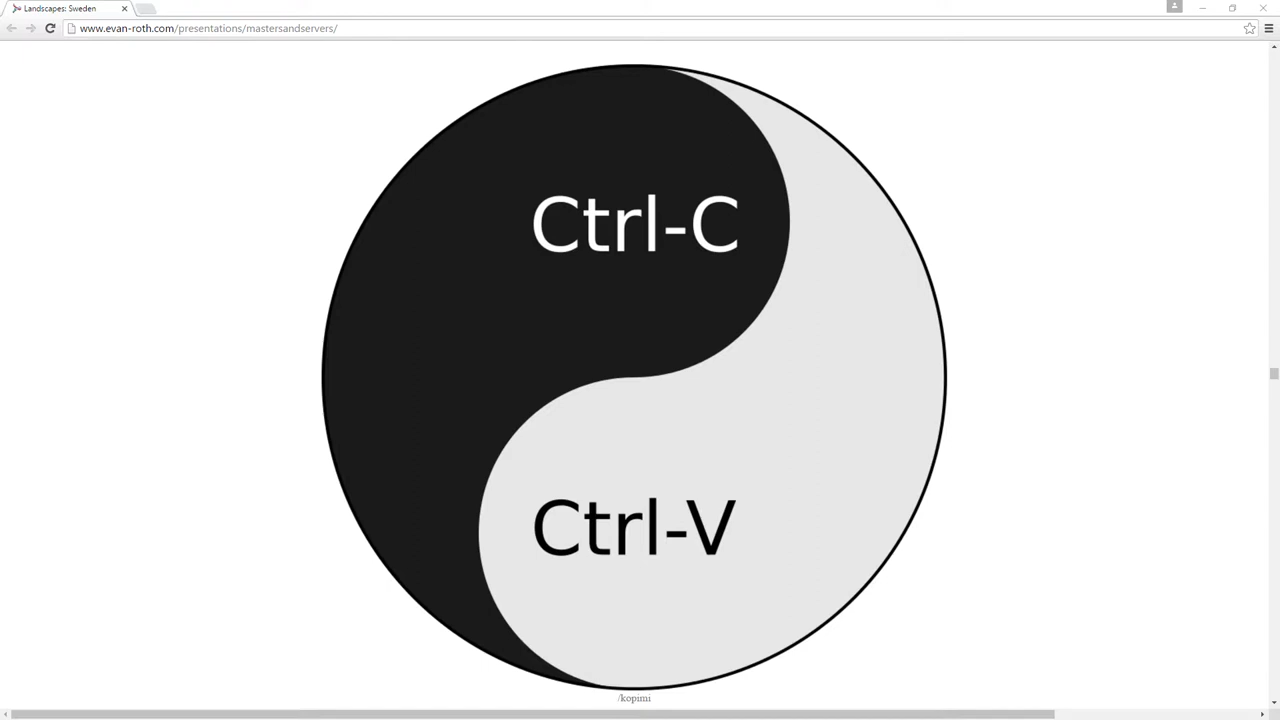 Landscapes: Sweden
www.evan-roth.com/presentations/mastersandservers/
Ctrl-C
Ctrl-V
/kopimi